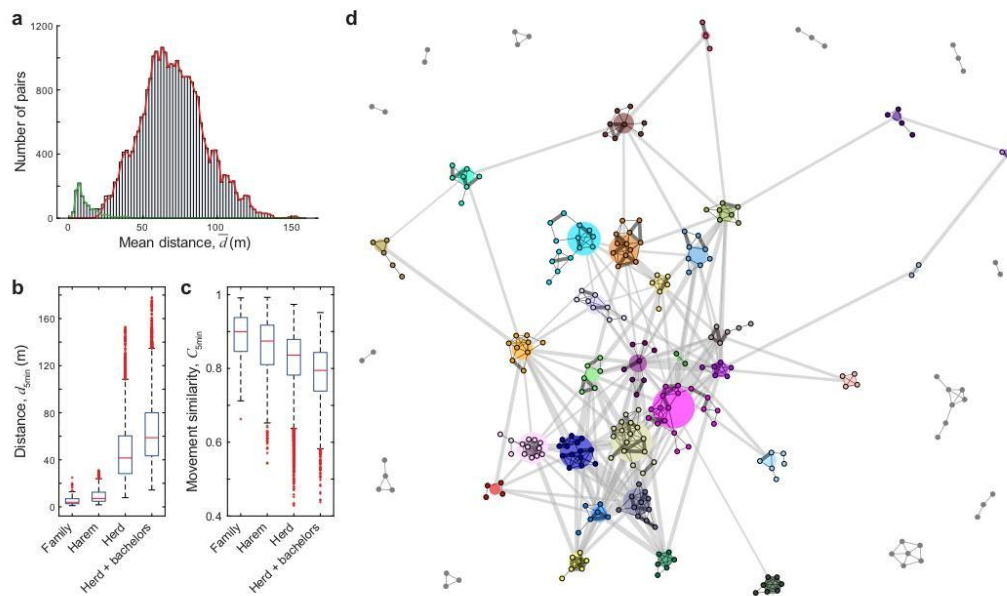 a
1200
800
400
0
Number of pairs
0 50 100 150
Mean distance, d̅ (m)
b
160
120
80
40
0
Distance, d5min (m)
Family
Harem
Herd
Herd + bachelors
c
1
0.8
0.6
0.4
Movement similarity, C5min
Family
Harem
Herd
Herd + bachelors
d